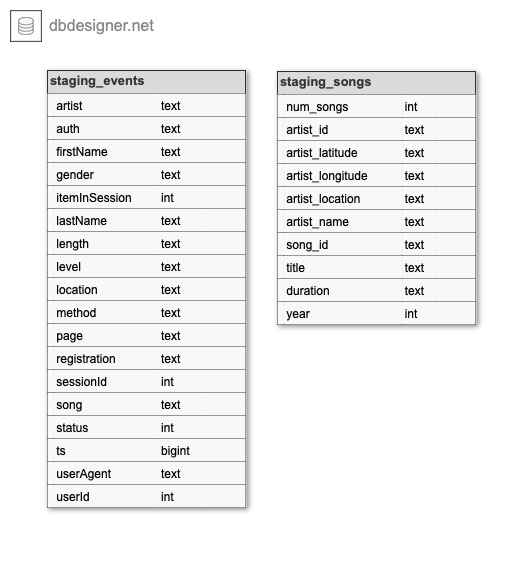 dbdesigner.net
staging_events
artist text
auth text
firstName text
gender text
itemInSession int
lastName text
length text
level text
location text
method text
page text
registration text
sessionId int
song text
status int
ts bigint
userAgent text
userId int
staging_songs
num_songs int
artist_id text
artist_latitude text
artist_longitude text
artist_location text
artist_name text
song_id text
title text
duration text
year int